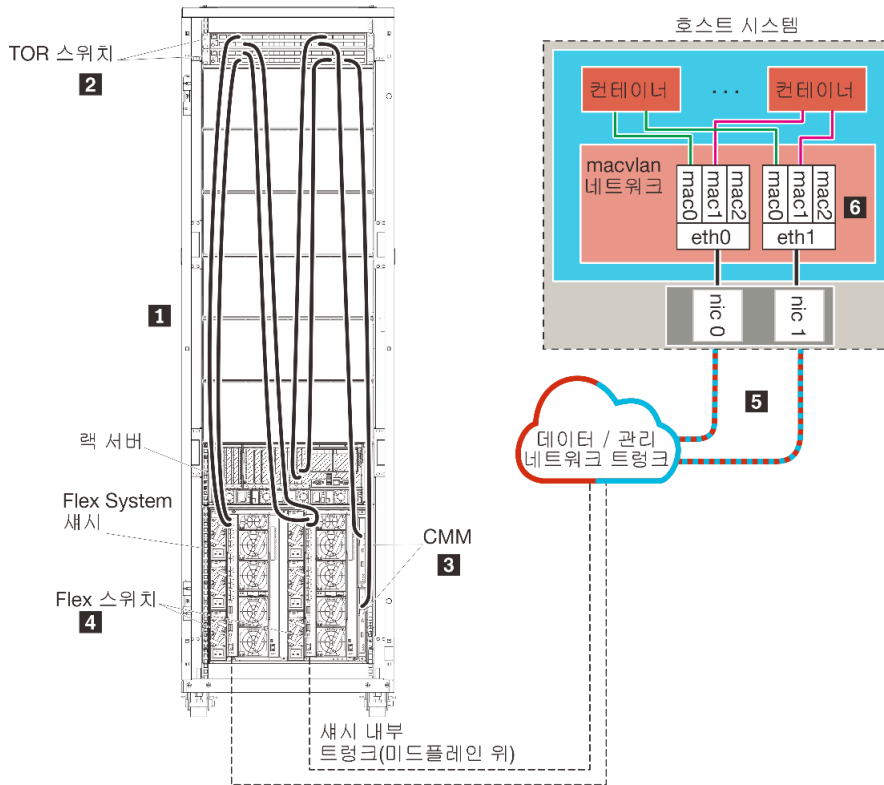 TOR 스위치
2
1
랙 서버
Flex System
섀시
Flex 스위치
4
CMM
3
섀시 내부
트렁크(미드플레인 위)
호스트 시스템
컨테이너
...
컨테이너
macvlan
네트워크
mac0
mac1
mac2
mac0
mac1
mac2
6
eth0
eth1
nic 0
nic 1
5
데이터 / 관리
네트워크 트렁크